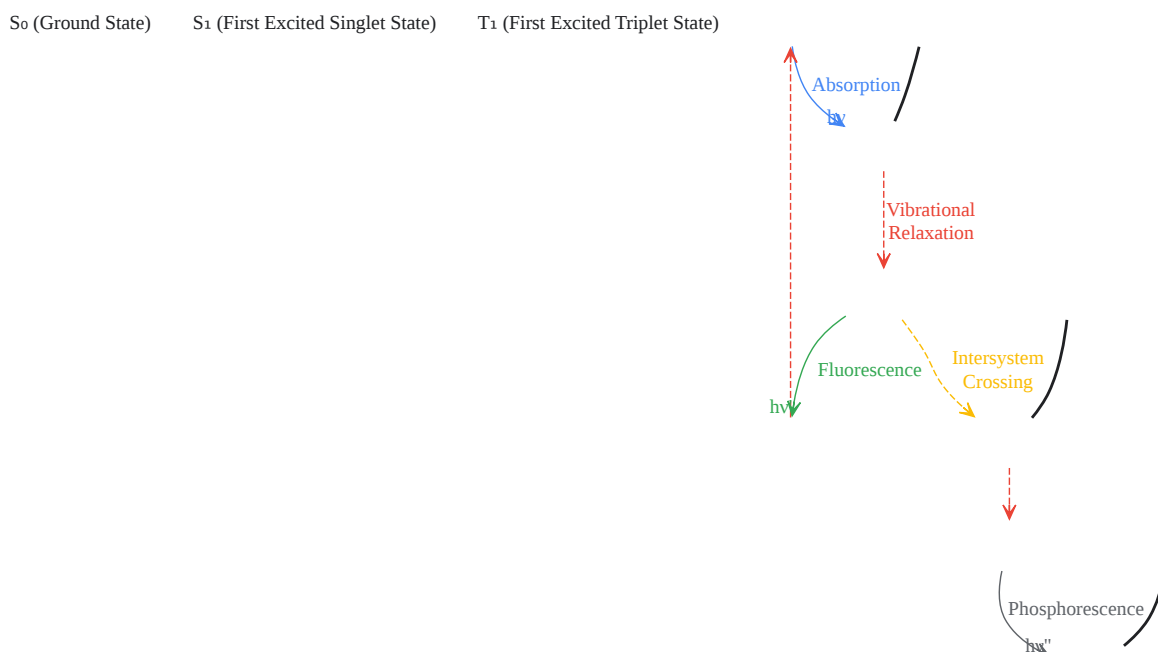 S₀ (Ground State)
S₁ (First Excited Singlet State)
T₁ (First Excited Triplet State)
Absorption
hν
Vibrational
Relaxation
Fluorescence
hν'
Intersystem
Crossing
Phosphorescence
hν''